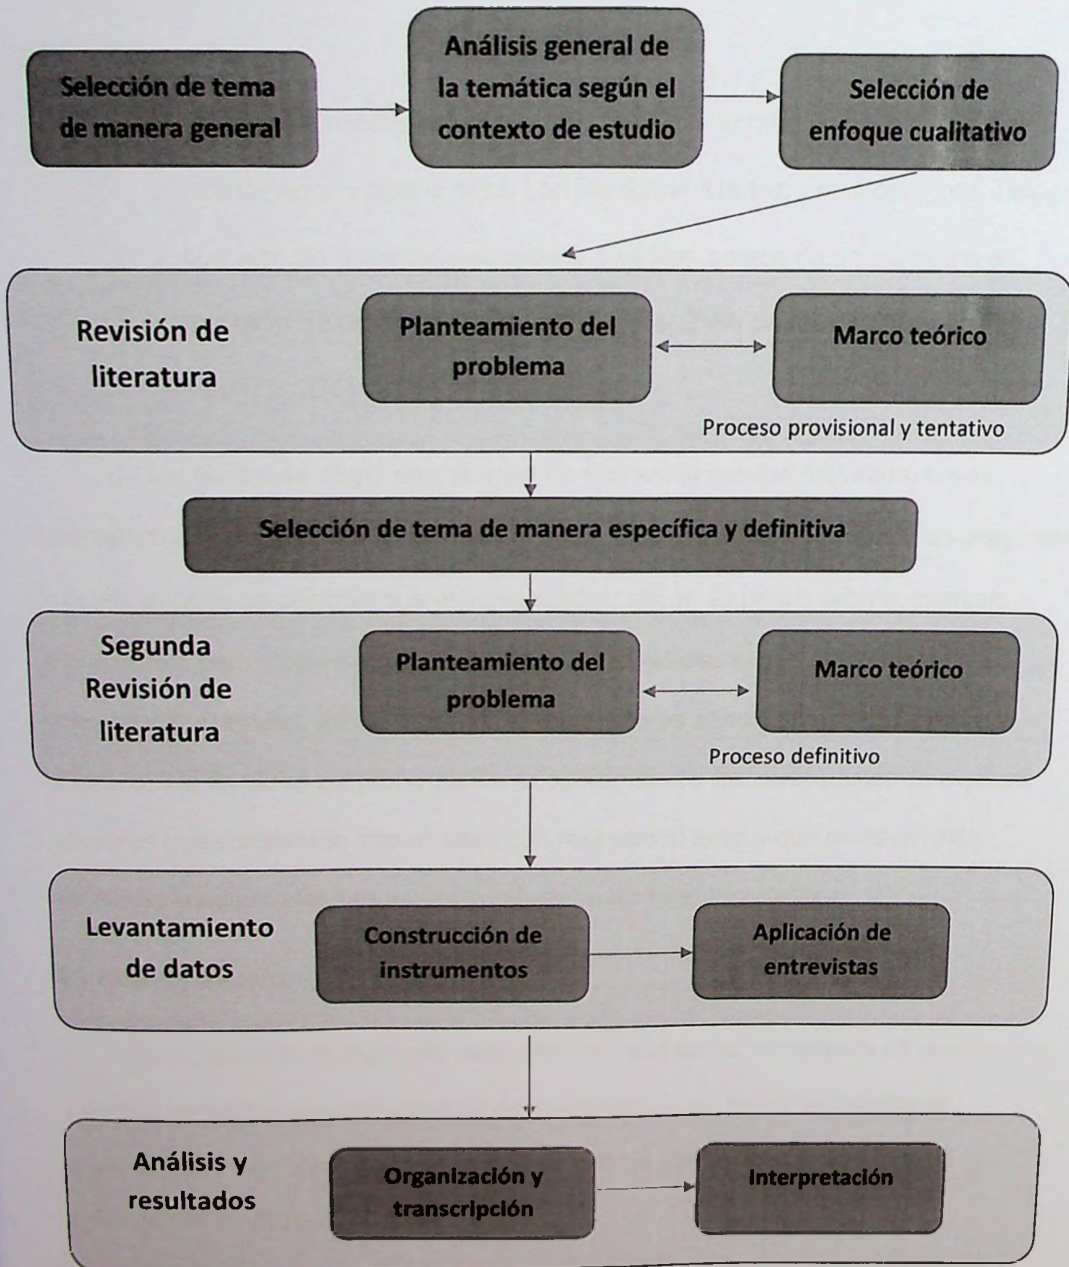 Selección de tema
de manera general
Análisis general de
la temática según el
contexto de estudio
Selección de
enfoque cualitativo
Revisión de
literatura
Planteamiento del
problema
Marco teórico
Proceso provisional y tentativo
Selección de tema de manera específica y definitiva
Segunda
Revisión de
literatura
Planteamiento del
problema
Marco teórico
Proceso definitivo
Levantamiento
de datos
Construcción de
instrumentos
Aplicación de
entrevistas
Análisis y
resultados
Organización y
transcripción
Interpretación